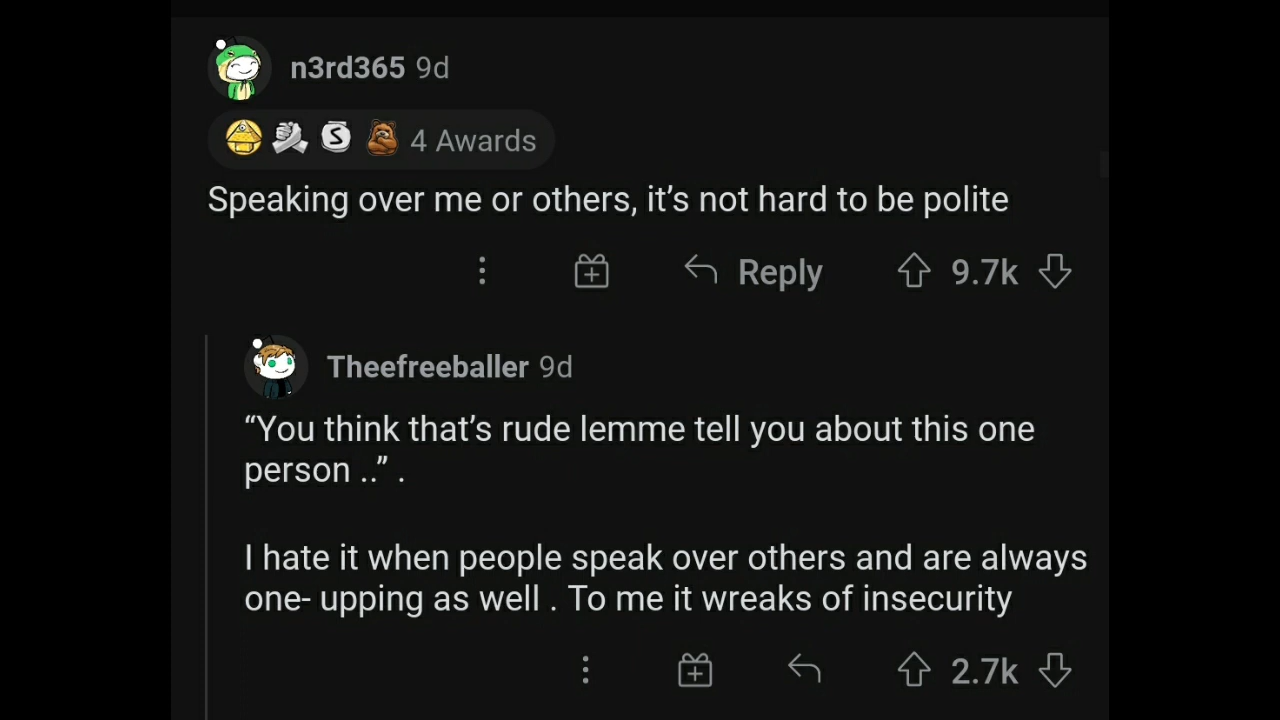 n3rd365 9d
4 Awards
Speaking over me or others, it’s not hard to be polite
Reply 9.7k
Theefreeballer 9d
“You think that’s rude lemme tell you about this one
person ..” .
I hate it when people speak over others and are always
one- upping as well . To me it wreaks of insecurity
2.7k